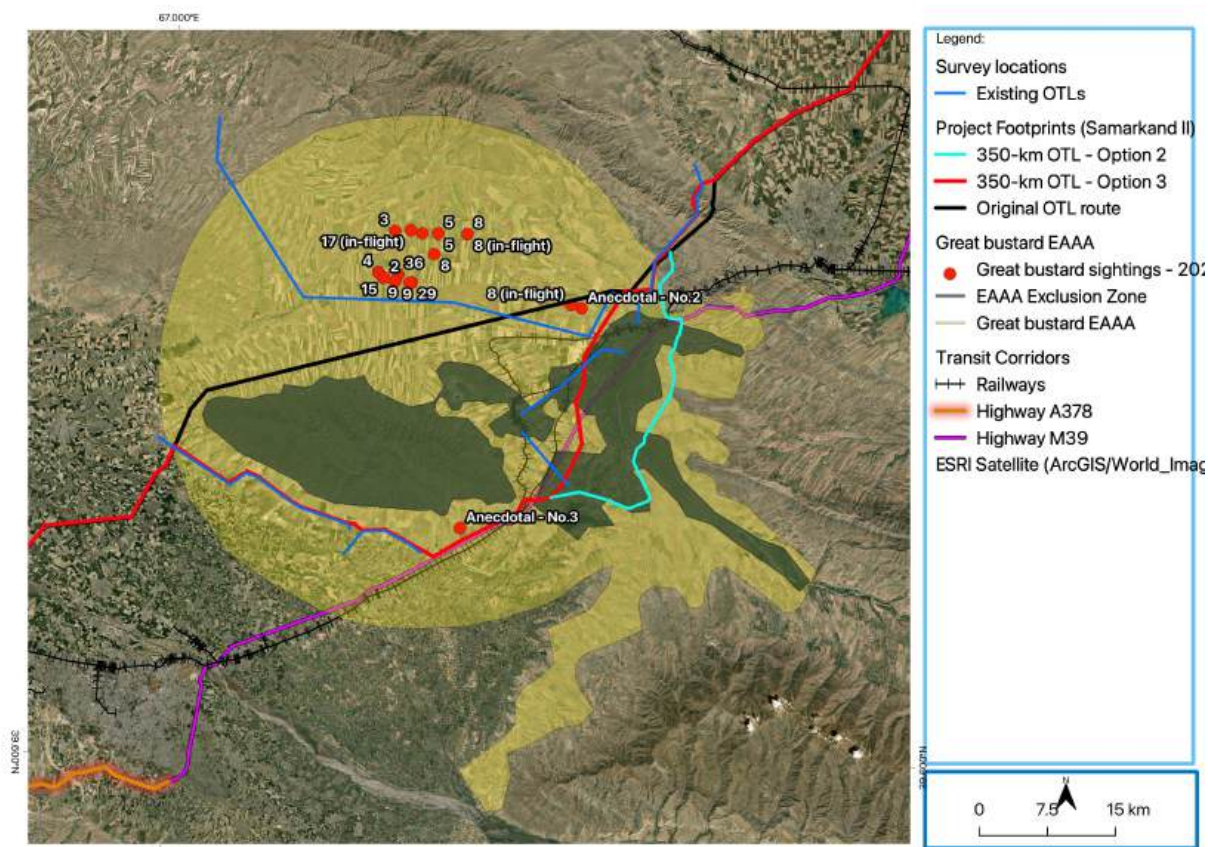 67.000°E
3
5
8
17 (in-flight)
8 (in-flight)
5
4
36
8
2
15
9
9
29
8 (in-flight)
Anecdotal - No.2
Anecdotal - No.3
39.600°N
Legend:
Survey locations
Existing OTLs
Project Footprints (Samarkand II)
350-km OTL - Option 2
350-km OTL - Option 3
Original OTL route
Great bustard EAAA
Great bustard sightings - 202
EAAA Exclusion Zone
Great bustard EAAA
Transit Corridors
Railways
Highway A378
Highway M39
ESRI Satellite (ArcGIS/World_Imag
N
0 7.5 15 km